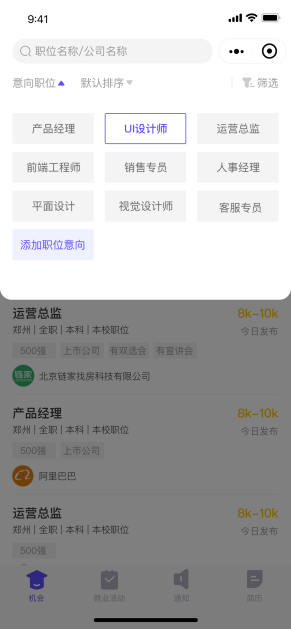 9:41
职位名称/公司名称
意向职位 默认排序 筛选
产品经理 UI设计师 运营总监
前端工程师 销售专员 人事经理
平面设计 视觉设计师 客服专员
添加职位意向
运营总监 8k~10k
郑州 | 全职 | 本科 | 本校职位 今日发布
500强 上市公司 有双选会 有宣讲会
链家 北京链家找房科技有限公司
产品经理 8k~10k
郑州 | 全职 | 本科 | 本校职位 今日发布
500强 上市公司
阿里巴巴
运营总监 8k~10k
郑州 | 全职 | 本科 | 本校职位 今日发布
500强
机会 就业活动 通知 简历